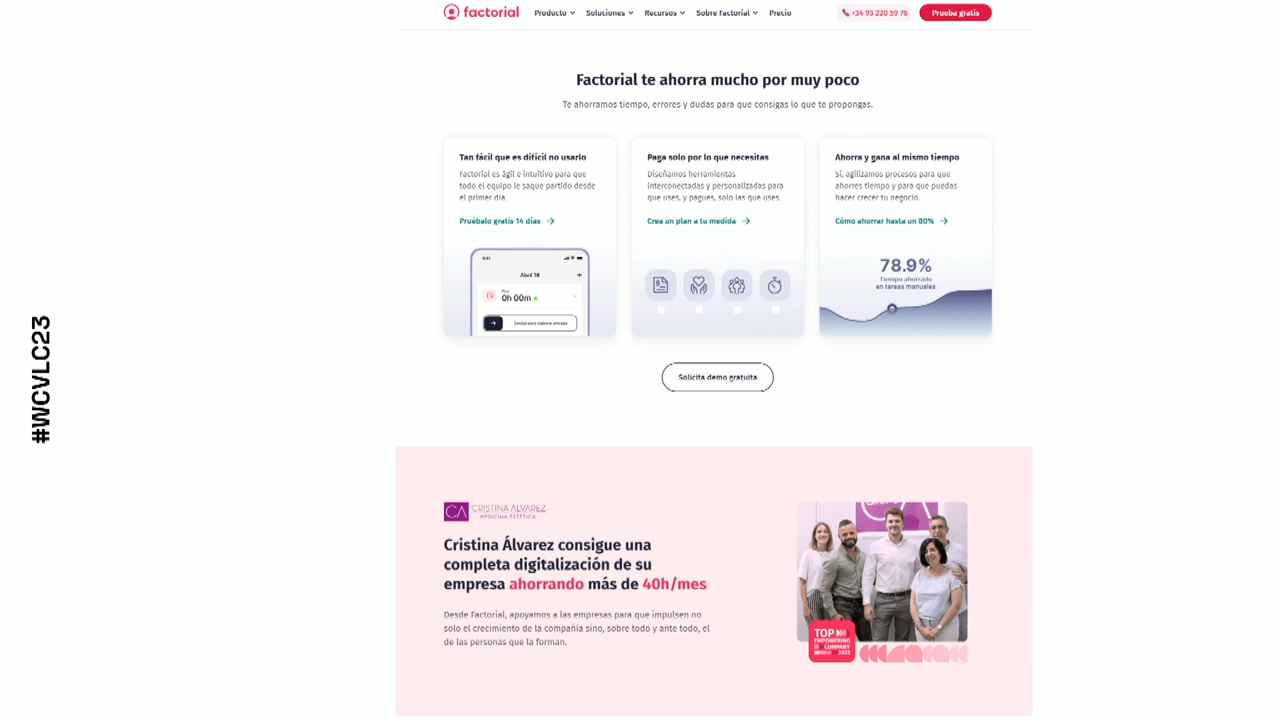 factorial
Producto
Soluciones
Recursos
Sobre Factorial
Precio
+34 93 220 59 76
Prueba gratis
Factorial te ahorra mucho por muy poco
Te ahorramos tiempo, errores y dudas para que consigas lo que te propongas.
Tan fácil que es difícil no usarlo
Factorial es ágil e intuitivo para que
todo el equipo le saque partido desde
el primer día.
Pruébalo gratis 14 días
9:41
Abril 16
0h 00m
Paga solo por lo que necesitas
Diseñamos herramientas
interconectadas y personalizadas para
que uses, y pagues, solo las que uses.
Crea un plan a tu medida
Ahorra y gana al mismo tiempo
Sí, agilizamos procesos para que
ahorres tiempo y para que puedas
hacer crecer tu negocio.
Cómo ahorrar hasta un 80%
78.9%
Tiempo ahorrado
en tareas manuales
Solicita demo gratuita
#WCVLC23
CA CRISTINA ÁLVAREZ
MEDICINA ESTÉTICA
Cristina Álvarez consigue una
completa digitalización de su
empresa ahorrando más de 40h/mes
Desde Factorial, apoyamos a las empresas para que impulsen no
solo el crecimiento de la compañía sino, sobre todo y ante todo, el
de las personas que la forman.
TOP
EMPOWERING
COMPANY
2023